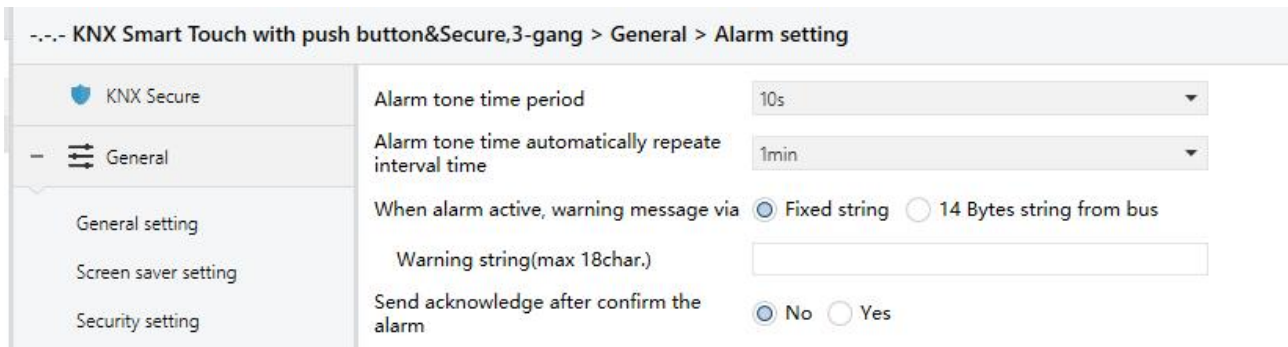 -.-.- KNX Smart Touch with push button&Secure,3-gang > General > Alarm setting
KNX Secure
General
General setting
Screen saver setting
Security setting
Alarm tone time period
10s
Alarm tone time automatically repeate
interval time
1min
When alarm active, warning message via
Fixed string
14 Bytes string from bus
Warning string(max 18char.)
Send acknowledge after confirm the
alarm
No
Yes